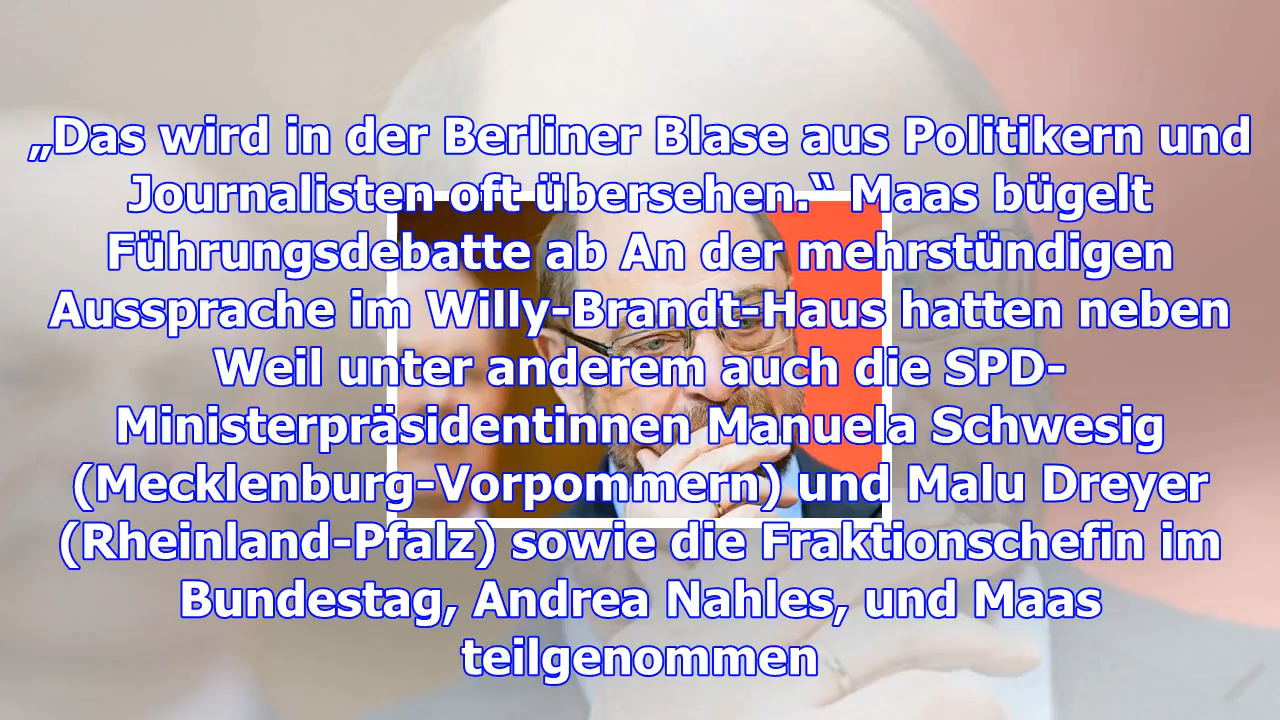 „Das wird in der Berliner Blase aus Politikern und
Journalisten oft übersehen.“ Maas bügelt
Führungsdebatte ab An der mehrstündigen
Aussprache im Willy-Brandt-Haus hatten neben
Weil unter anderem auch die SPD-
Ministerpräsidentinnen Manuela Schwesig
(Mecklenburg-Vorpommern) und Malu Dreyer
(Rheinland-Pfalz) sowie die Fraktionschefin im
Bundestag, Andrea Nahles, und Maas
teilgenommen